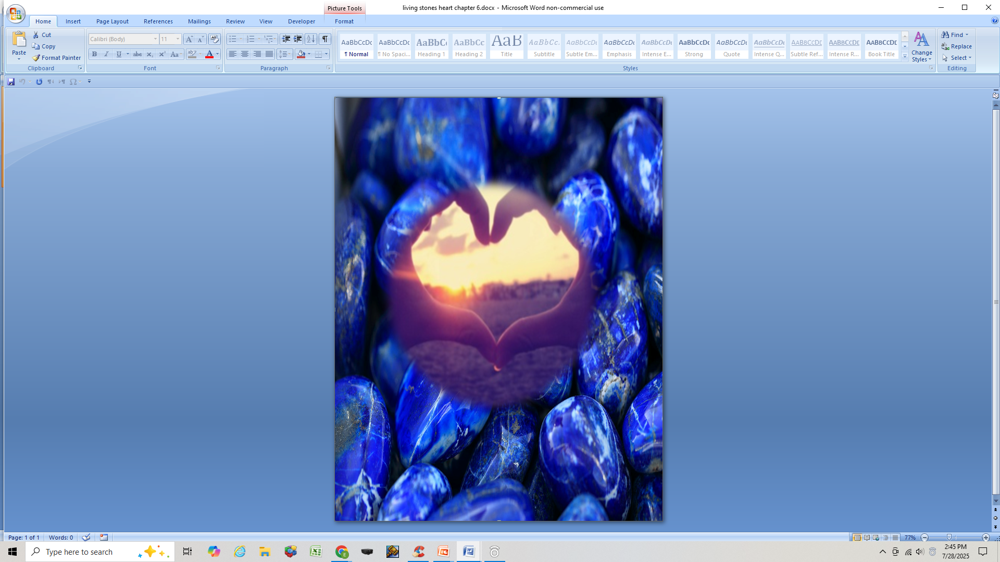 Picture Tools
living stones heart chapter 6.docx - Microsoft Word non-commercial use
Home Insert Page Layout References Mailings Review View Developer Format
Paste
Cut
Copy
Format Painter
Clipboard
Calibri (Body) 11
Font
Paragraph
AaBbCcDc AaBbCcDc AaBbC AaBbCc AaB AaBbCc. AaBbCcDc AaBbCcDc AaBbCcDc AaBbCcDc AaBbCcDc AaBbCcDc AABBCCDE AABBCCDE AABBCCDE
¶ Normal ¶ No Spaci... Heading 1 Heading 2 Title Subtitle Subtle Em... Emphasis Intense E... Strong Quote Intense Q... Subtle Ref... Intense R... Book Title
Styles
Change
Styles
Find
Replace
Select
Editing
Page: 1 of 1 Words: 0
77%
Type here to search
2:45 PM
7/28/2025